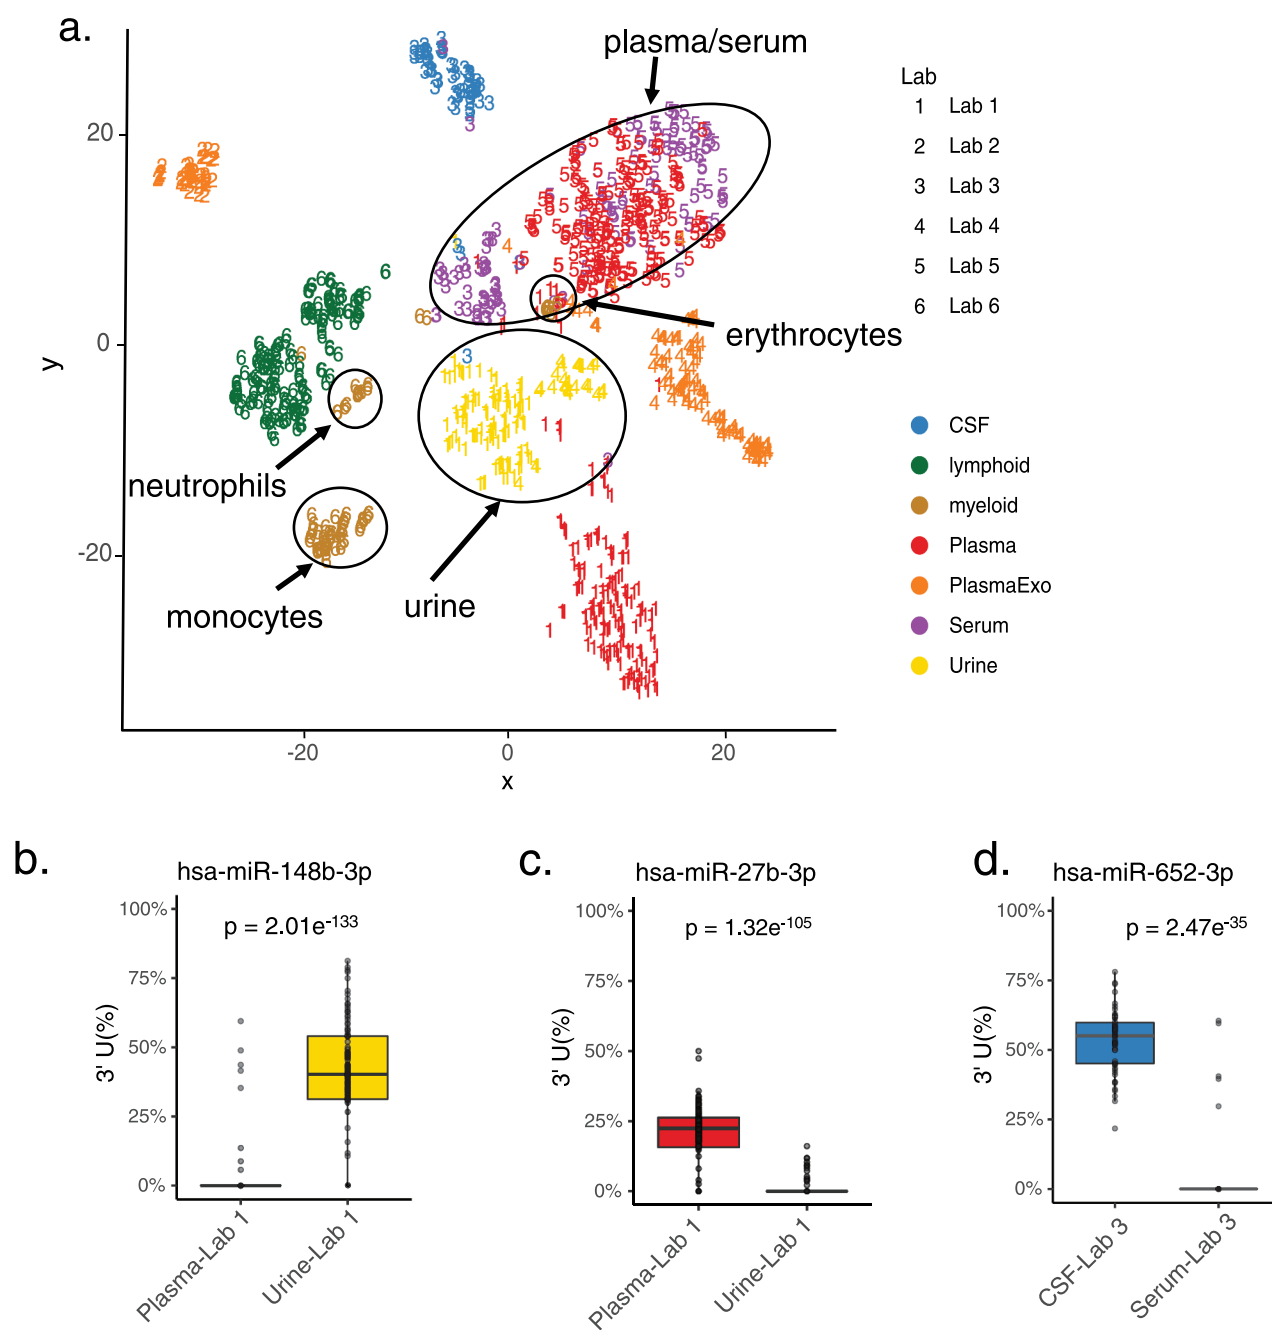 a.
plasma/serum
erythrocytes
neutrophils
monocytes
urine
20
0
-20
y
-20
0
20
x
Lab
1 Lab 1
2 Lab 2
3 Lab 3
4 Lab 4
5 Lab 5
6 Lab 6
CSF
lymphoid
myeloid
Plasma
PlasmaExo
Serum
Urine
b.
hsa-miR-148b-3p
p = 2.01e-133
100%
75%
50%
25%
0%
3' U(%)
Plasma-Lab 1
Urine-Lab 1
c.
hsa-miR-27b-3p
p = 1.32e-105
100%
75%
50%
25%
0%
3' U(%)
Plasma-Lab 1
Urine-Lab 1
d.
hsa-miR-652-3p
p = 2.47e-35
100%
75%
50%
25%
0%
3' U(%)
CSF-Lab 3
Serum-Lab 3